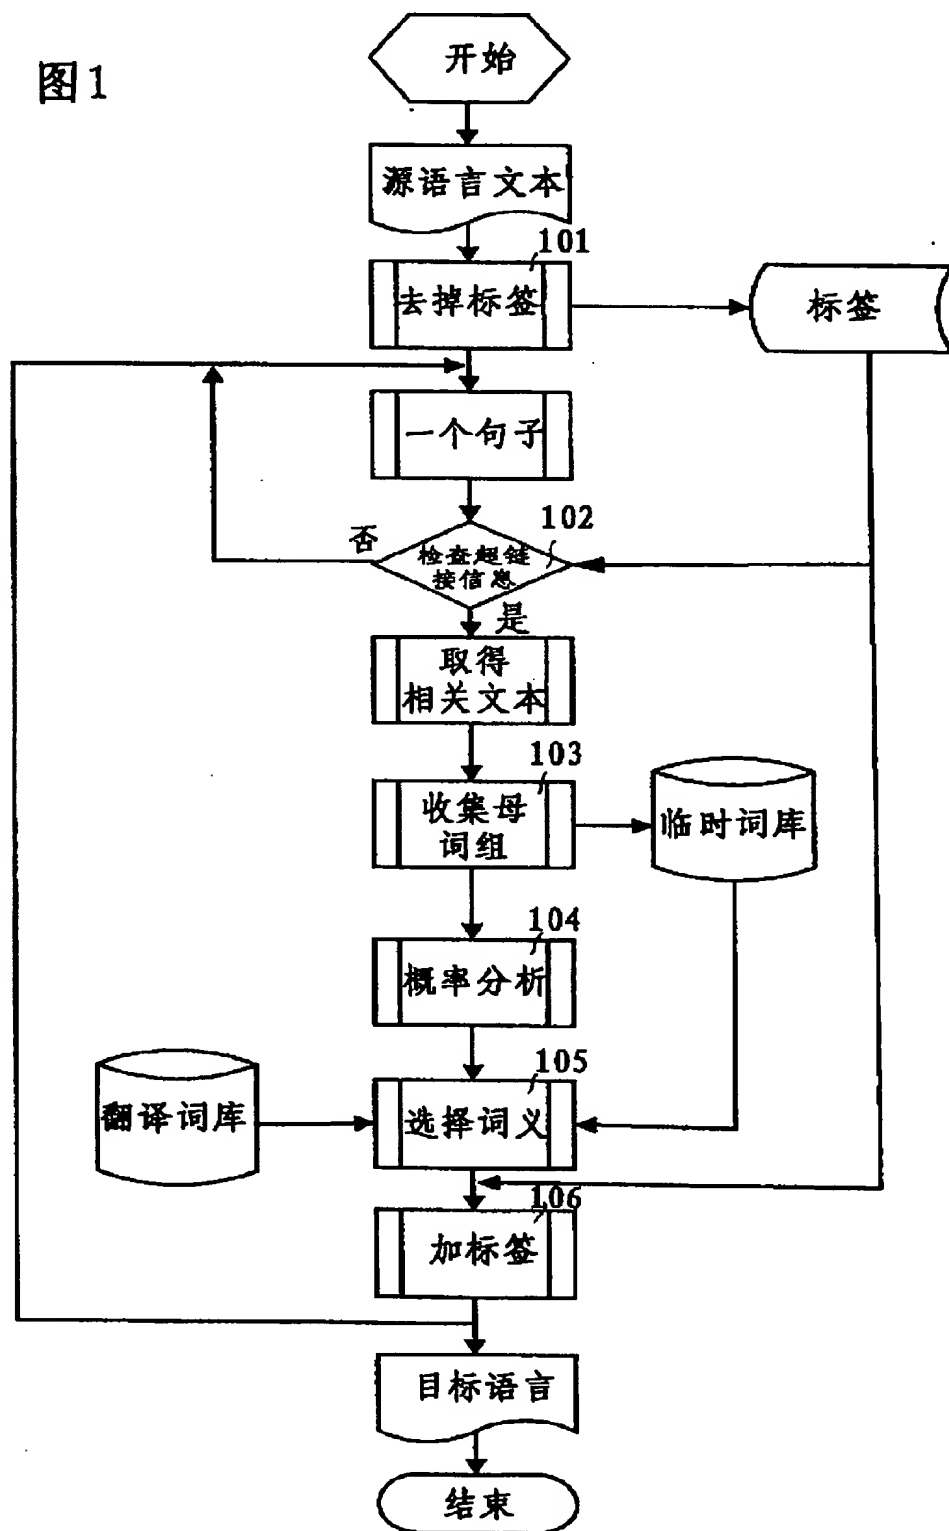 图1
开始
源语言文本
101
去掉标签
标签
一个句子
102
否
检查超链
接信息
是
取得
相关文本
103
收集母
词组
临时词库
104
概率分析
105
翻译词库
选择词义
106
加标签
目标语言
结束